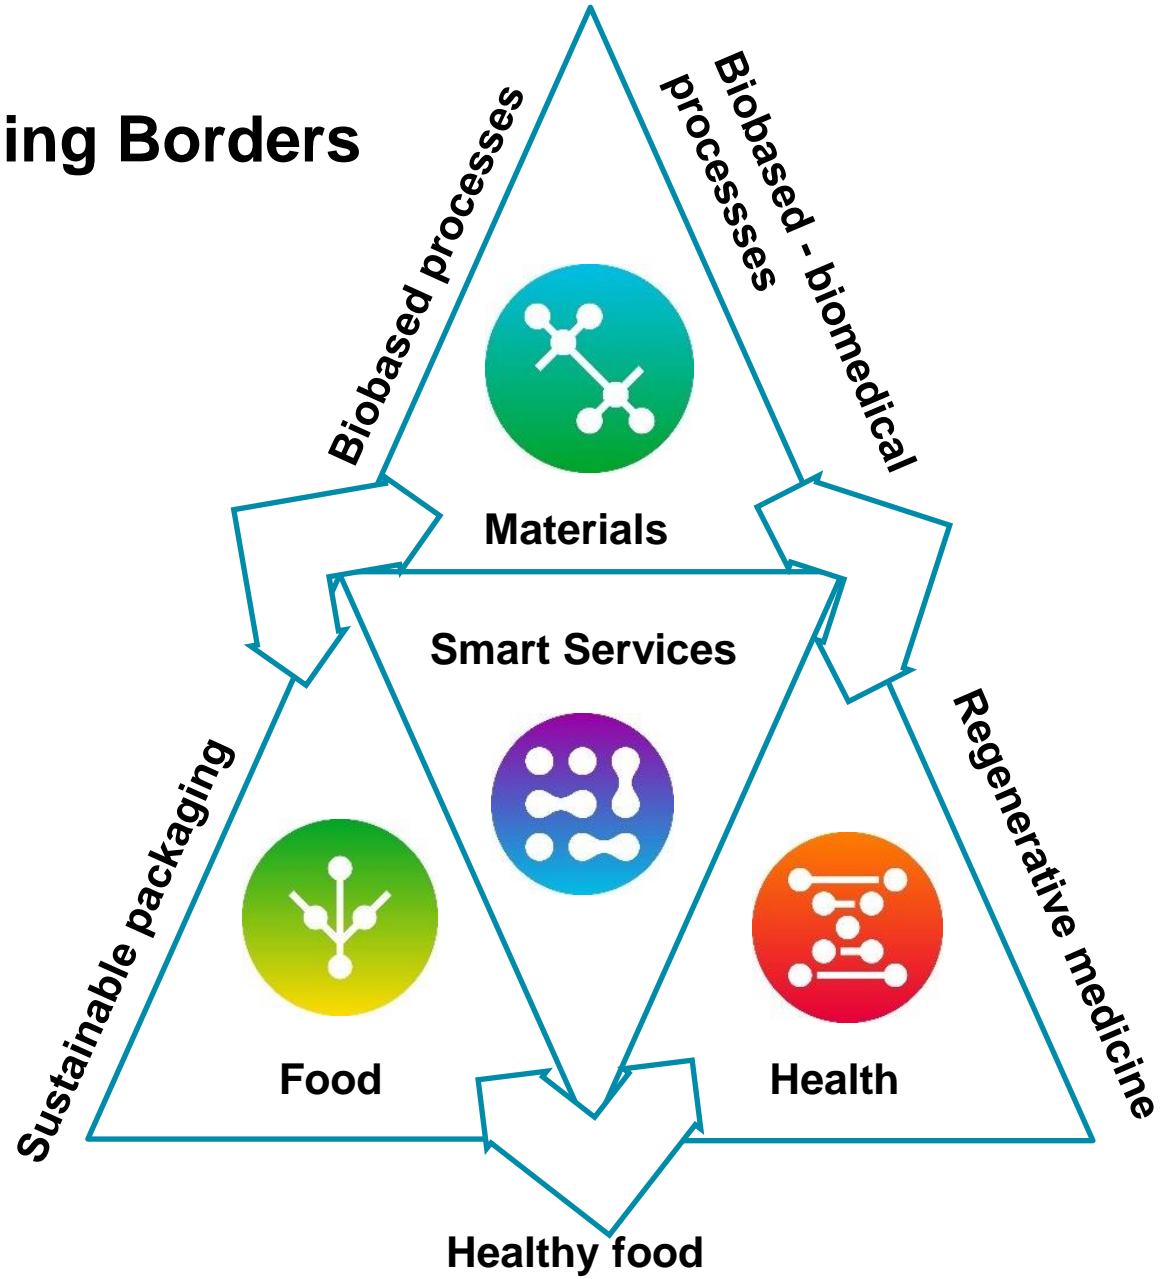 ing Borders
Biobased processes
Biobased - biomedical
processses
Materials
Smart Services
Sustainable packaging
Regenerative medicine
Food
Health
Healthy food